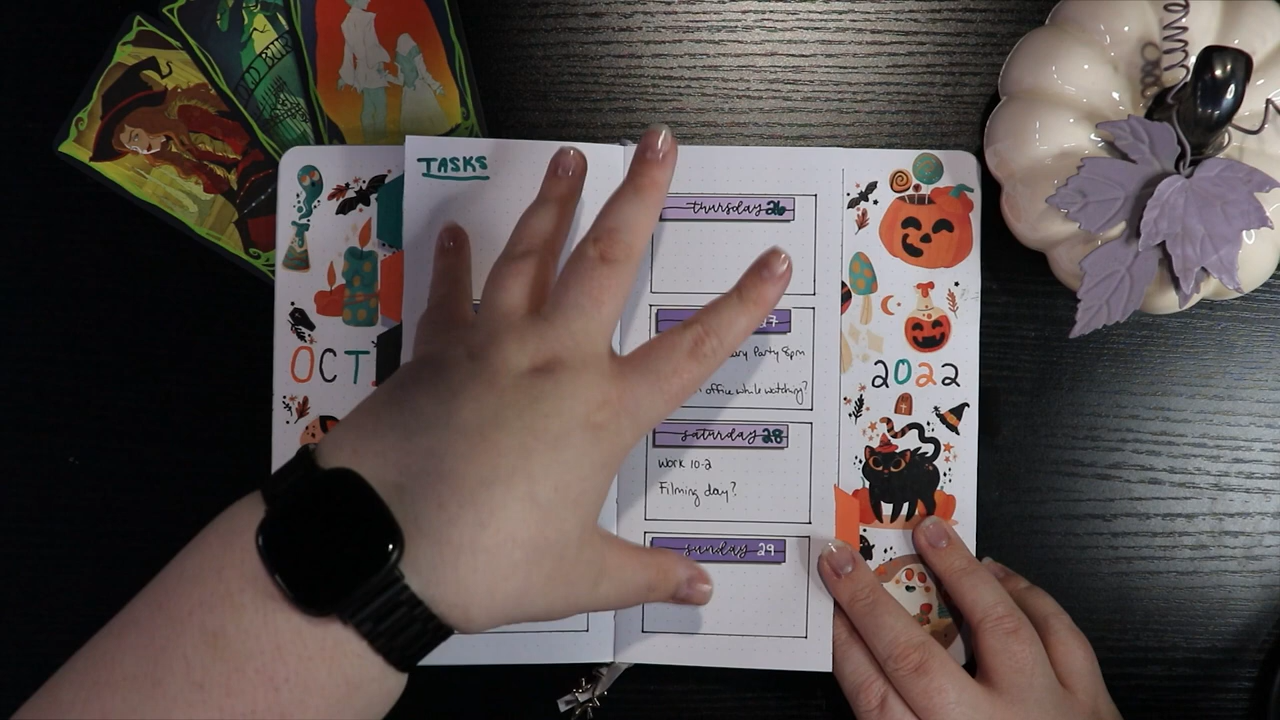 TASKS
thursday 26
ary Party 8pm
office while watching?
saturday 28
Work 10-2
Filming day?
sunday 29
OCT
2022